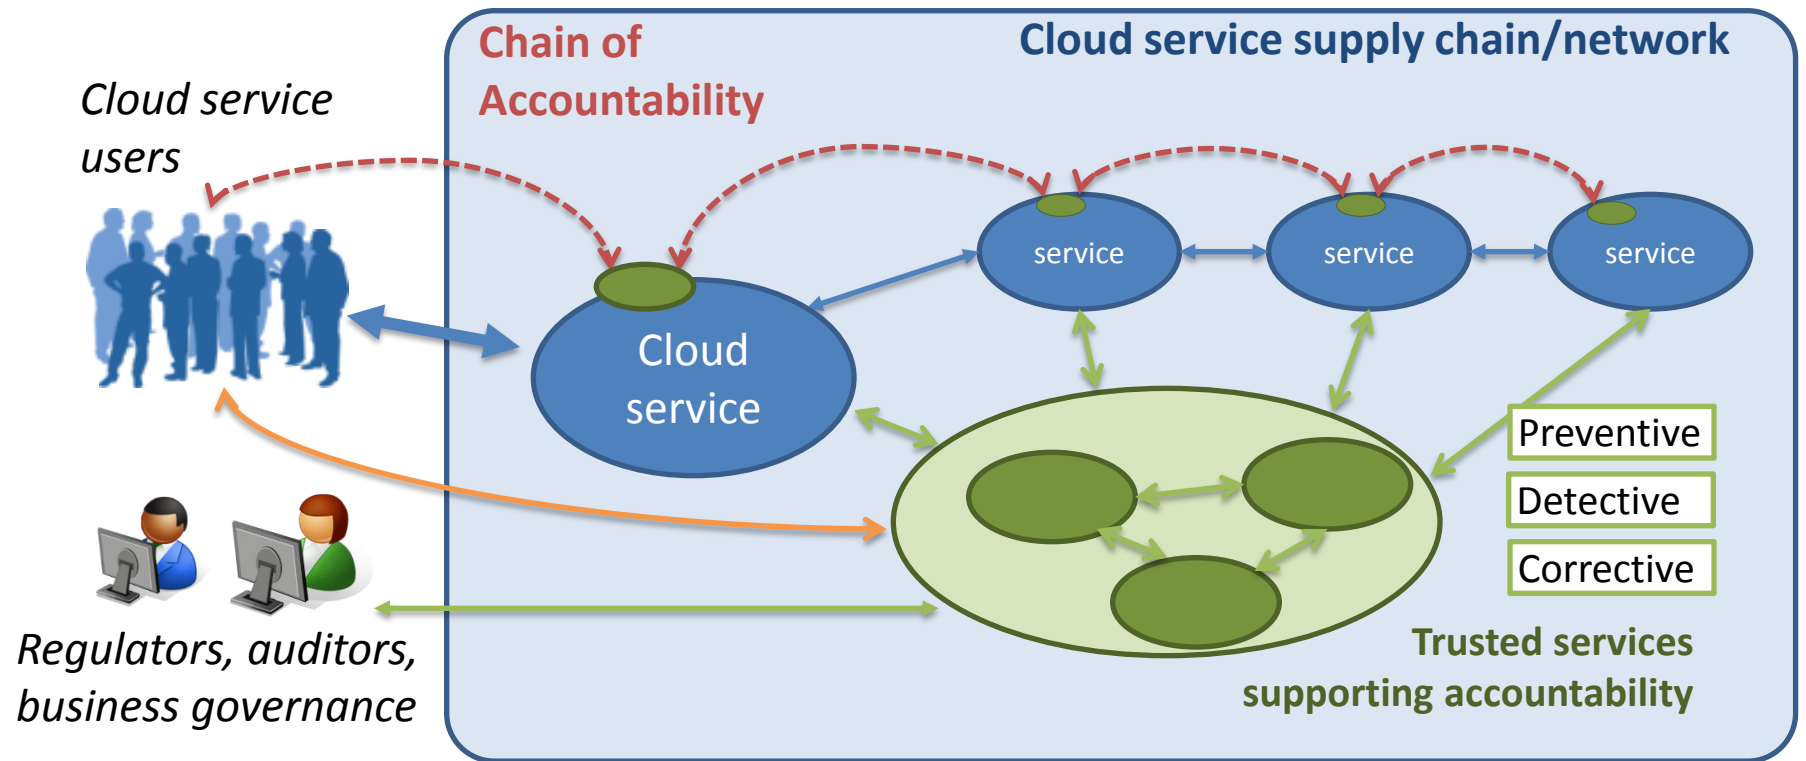 Chain of
Accountability
Cloud service supply chain/network
Cloud service
users
service
service
service
Cloud
service
Preventive
Detective
Corrective
Regulators, auditors,
business governance
Trusted services
supporting accountability